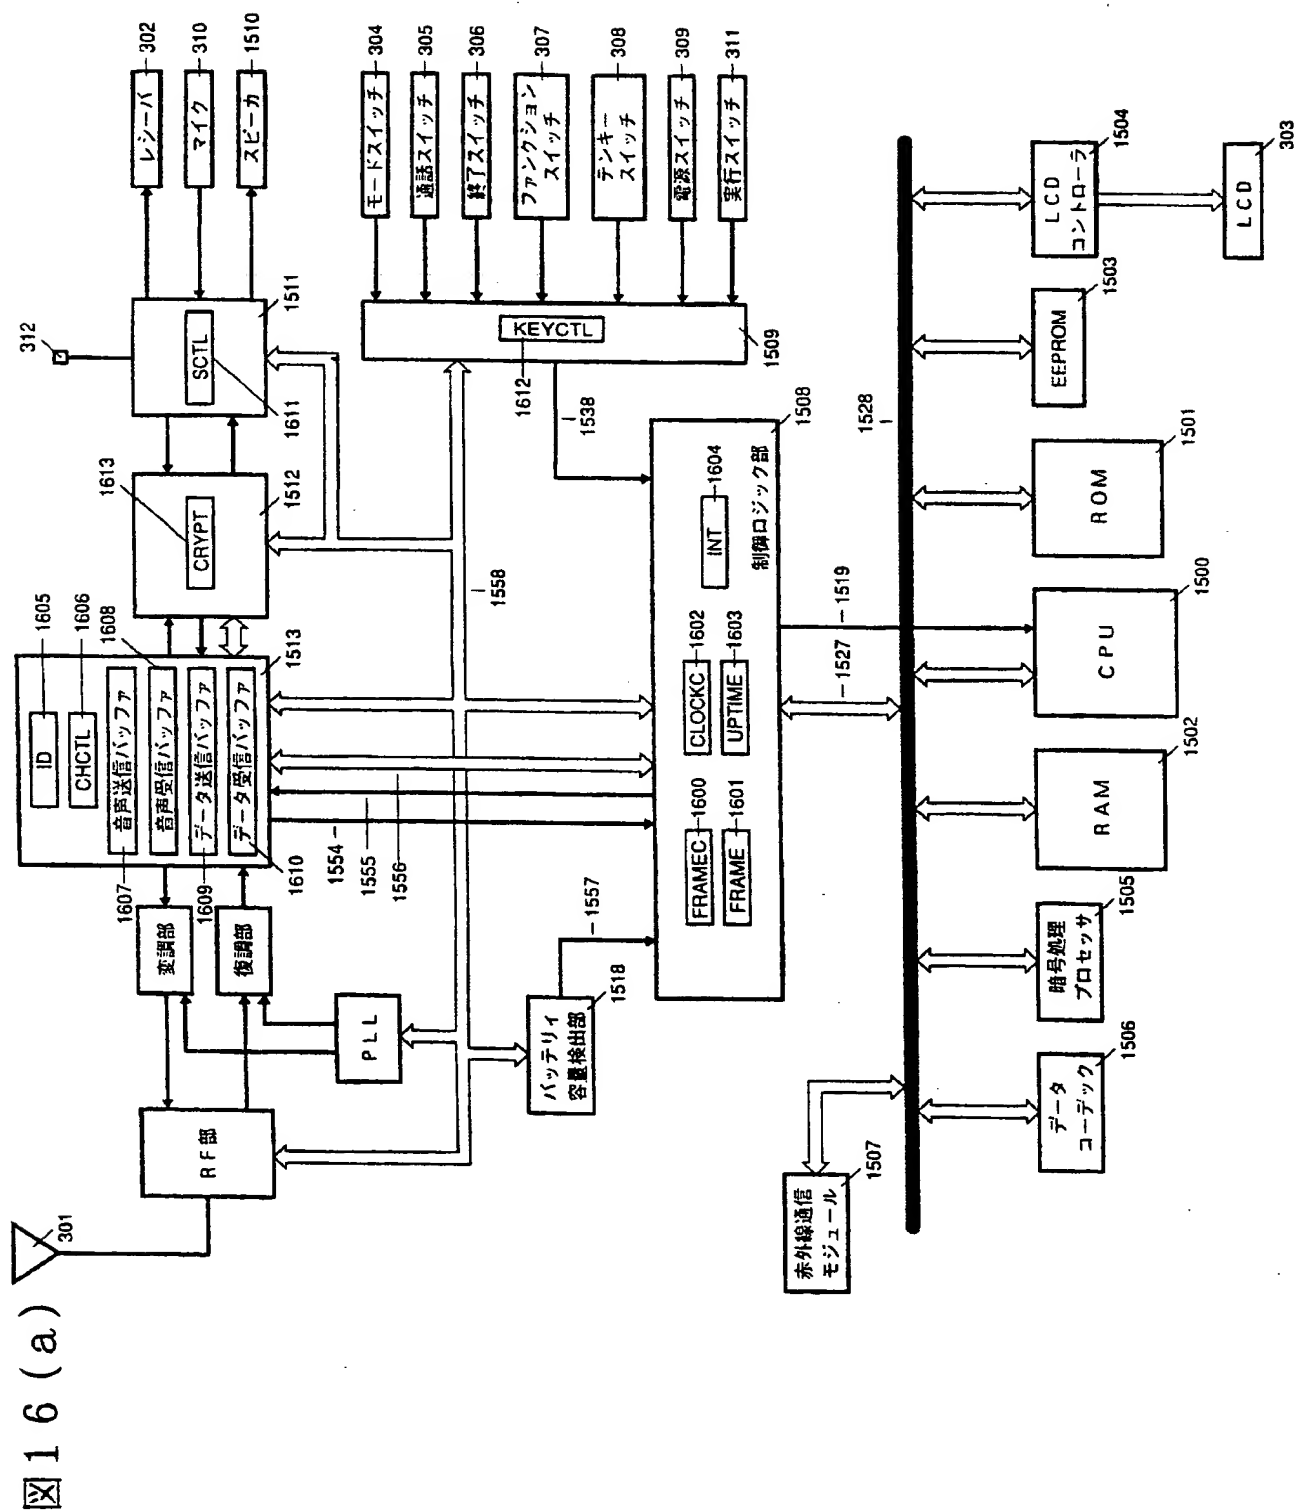 図16(a)
301
RF部
変調部
復調部
PLL
ID
1605
CHCTL
1606
音声送信バッファ
1607
音声受信バッファ
1608
データ送信バッファ
1609
データ受信バッファ
1610
1513
CRYPT
1613
1512
SCTL
1611
1511
312
レシーバ
302
マイク
310
スピーカ
1510
モードスイッチ
304
通話スイッチ
305
終了スイッチ
306
ファンクション
スイッチ
307
テンキー
スイッチ
308
電源スイッチ
309
実行スイッチ
311
KEYCTL
1612
1509
1538
1558
1554
1555
1556
1557
バッテリィ
容量検出部
1518
FRAMEC
1600
FRAME
1601
CLOCKC
1602
UPTIME
1603
INT
1604
制御ロジック部
1508
1527
1519
1528
赤外線通信
モジュール
1507
データ
コーデック
1506
暗号処理
プロセッサ
1505
RAM
1502
CPU
1500
ROM
1501
EEPROM
1503
LCD
コントローラ
1504
LCD
303